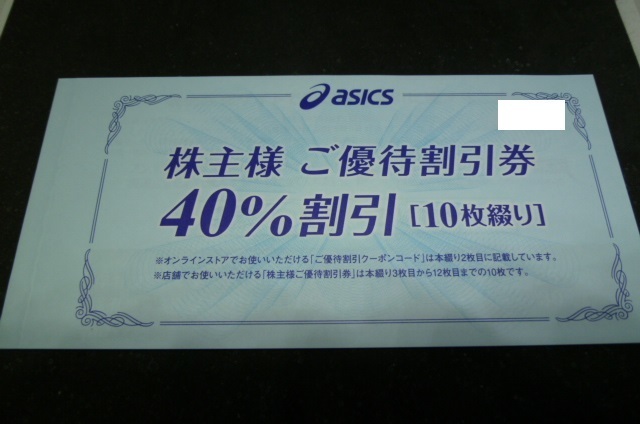 asics
株主様 ご優待割引券
40%割引[10枚綴り]
※オンラインストアでお使いいただける「ご優待割引クーポンコード」は本綴り2枚目に記載しています。
※店舗でお使いいただける「株主様ご優待割引券」は本綴り3枚目から12枚目までの10枚です。